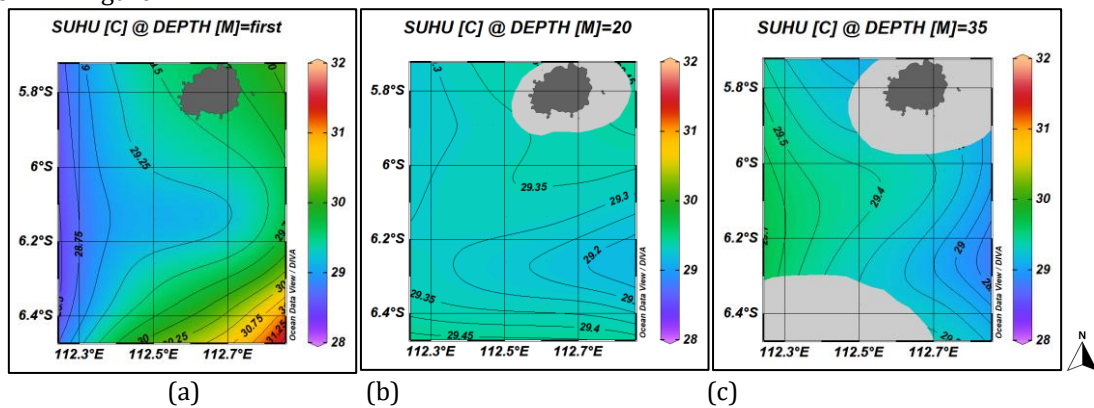 SUHU [C] @ DEPTH [M]=first
5.8°S
6°S
6.2°S
6.4°S
112.3°E
112.5°E
112.7°E
29.25
28.75
30
30.25
30.75
31.25
32
31
30
29
28
Ocean Data View / DIVA
(a)
SUHU [C] @ DEPTH [M]=20
5.8°S
6°S
6.2°S
6.4°S
112.3°E
112.5°E
112.7°E
29.35
29.3
29.2
29.35
29.4
29.45
32
31
30
29
28
Ocean Data View / DIVA
(b)
SUHU [C] @ DEPTH [M]=35
5.8°S
6°S
6.2°S
6.4°S
112.3°E
112.5°E
112.7°E
29.5
29.4
29
32
31
30
29
28
Ocean Data View / DIVA
(c)
N